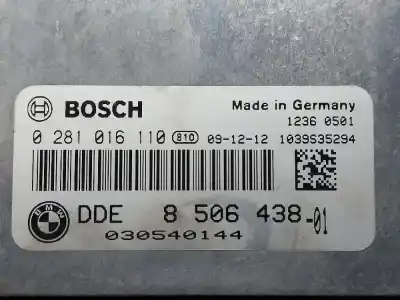 BOSCH
Made in Germany
1236 0501
0 281 016 110 810 09-12-12 1039S35294
BMW DDE 8 506 438-01
030540144